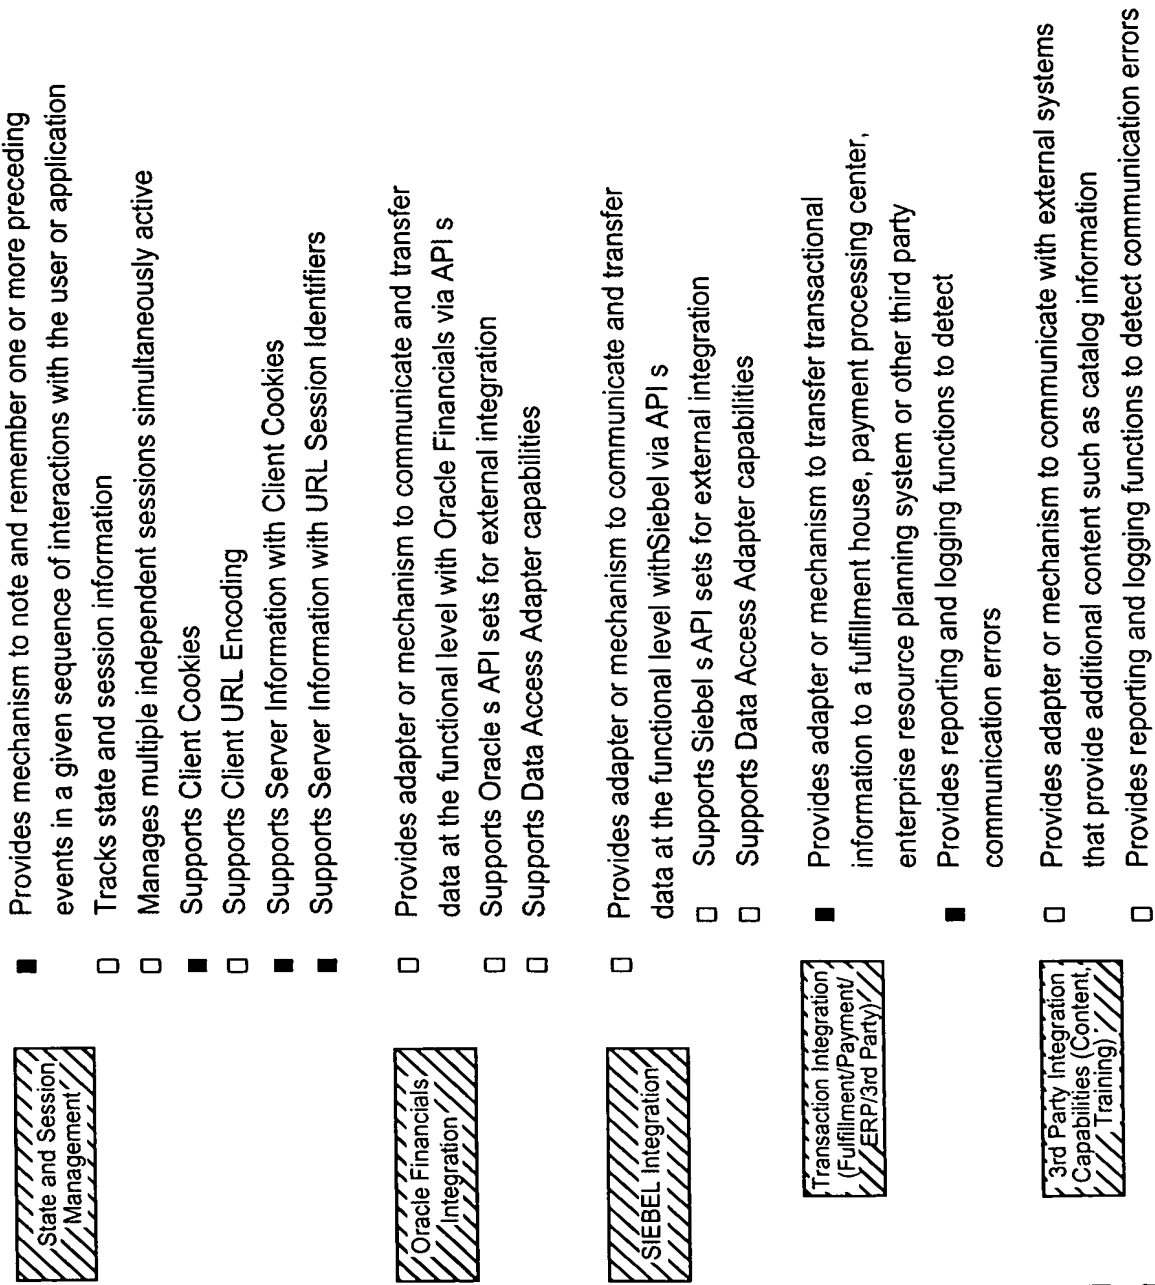 State and Session
Management
■ Provides mechanism to note and remember one or more preceding
events in a given sequence of interactions with the user or application
□ Tracks state and session information
□ Manages multiple independent sessions simultaneously active
■ Supports Client Cookies
□ Supports Client URL Encoding
■ Supports Server Information with Client Cookies
■ Supports Server Information with URL Session Identifiers
Oracle Financials
Integration
□ Provides adapter or mechanism to communicate and transfer
data at the functional level with Oracle Financials via API s
□ Supports Oracle s API sets for external integration
□ Supports Data Access Adapter capabilities
SIEBEL Integration
□ Provides adapter or mechanism to communicate and transfer
data at the functional level withSiebel via API s
□ Supports Siebel s API sets for external integration
□ Supports Data Access Adapter capabilities
Transaction Integration
(Fulfillment/Payment/
ERP/3rd Party)
■ Provides adapter or mechanism to transfer transactional
information to a fulfillment house, payment processing center,
enterprise resource planning system or other third party
■ Provides reporting and logging functions to detect
communication errors
3rd Party Integration
Capabilities (Content,
Training)
□ Provides adapter or mechanism to communicate with external systems
that provide additional content such as catalog information
□ Provides reporting and logging functions to detect communication errors